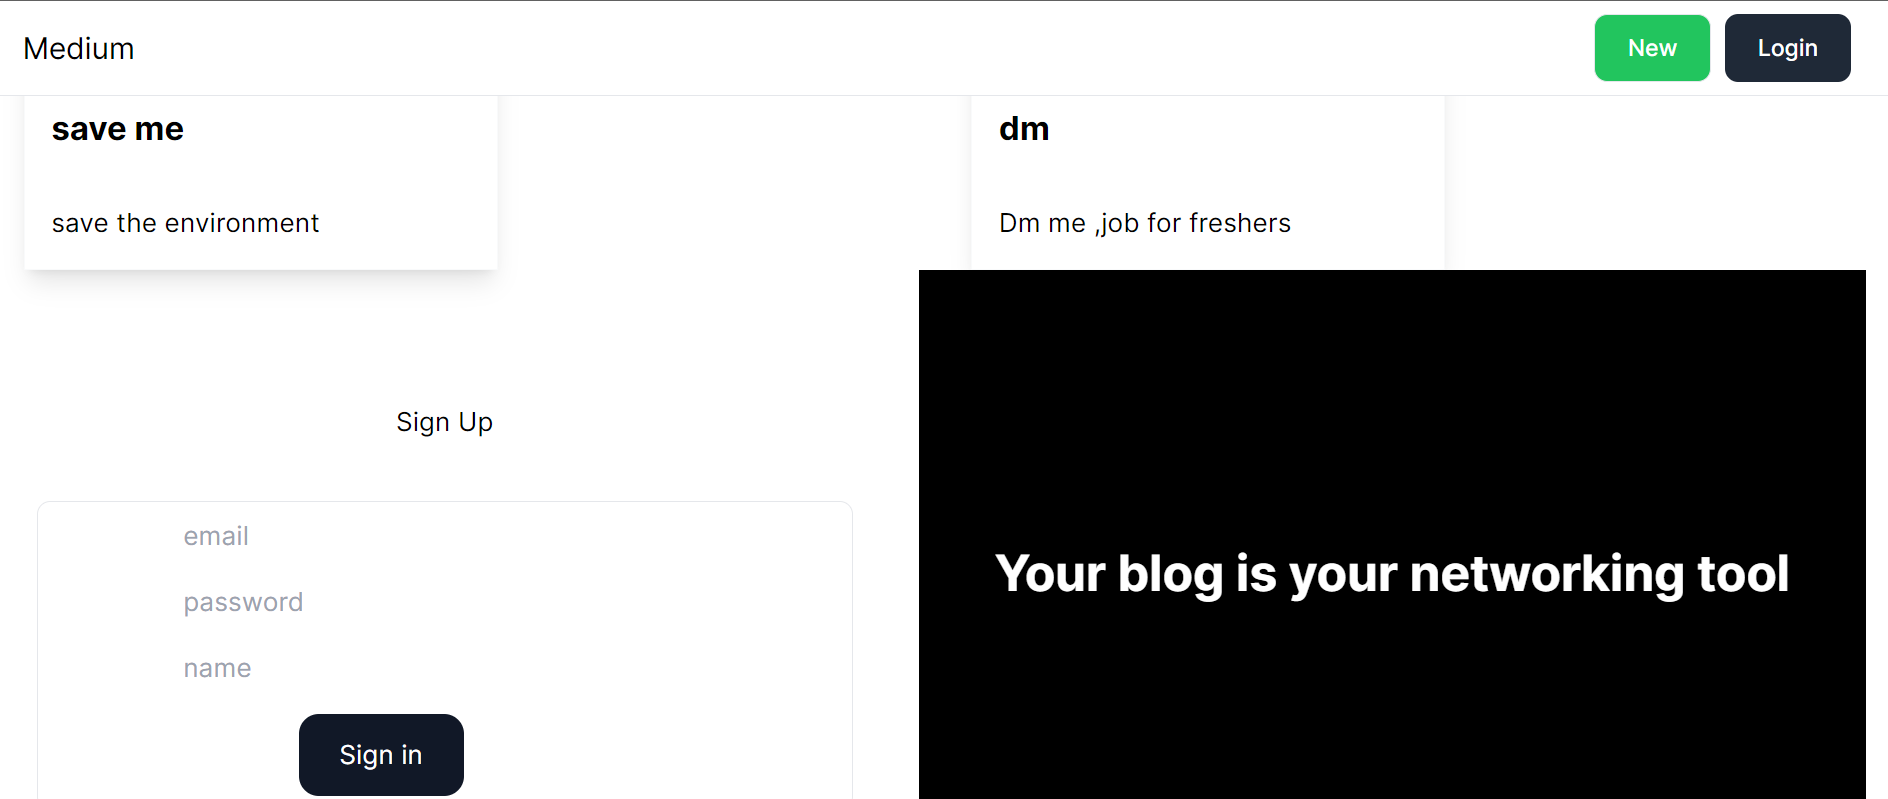 Medium
New
Login
save me
save the environment
dm
Dm me ,job for freshers
Sign Up
email
password
name
Sign in
Your blog is your networking tool